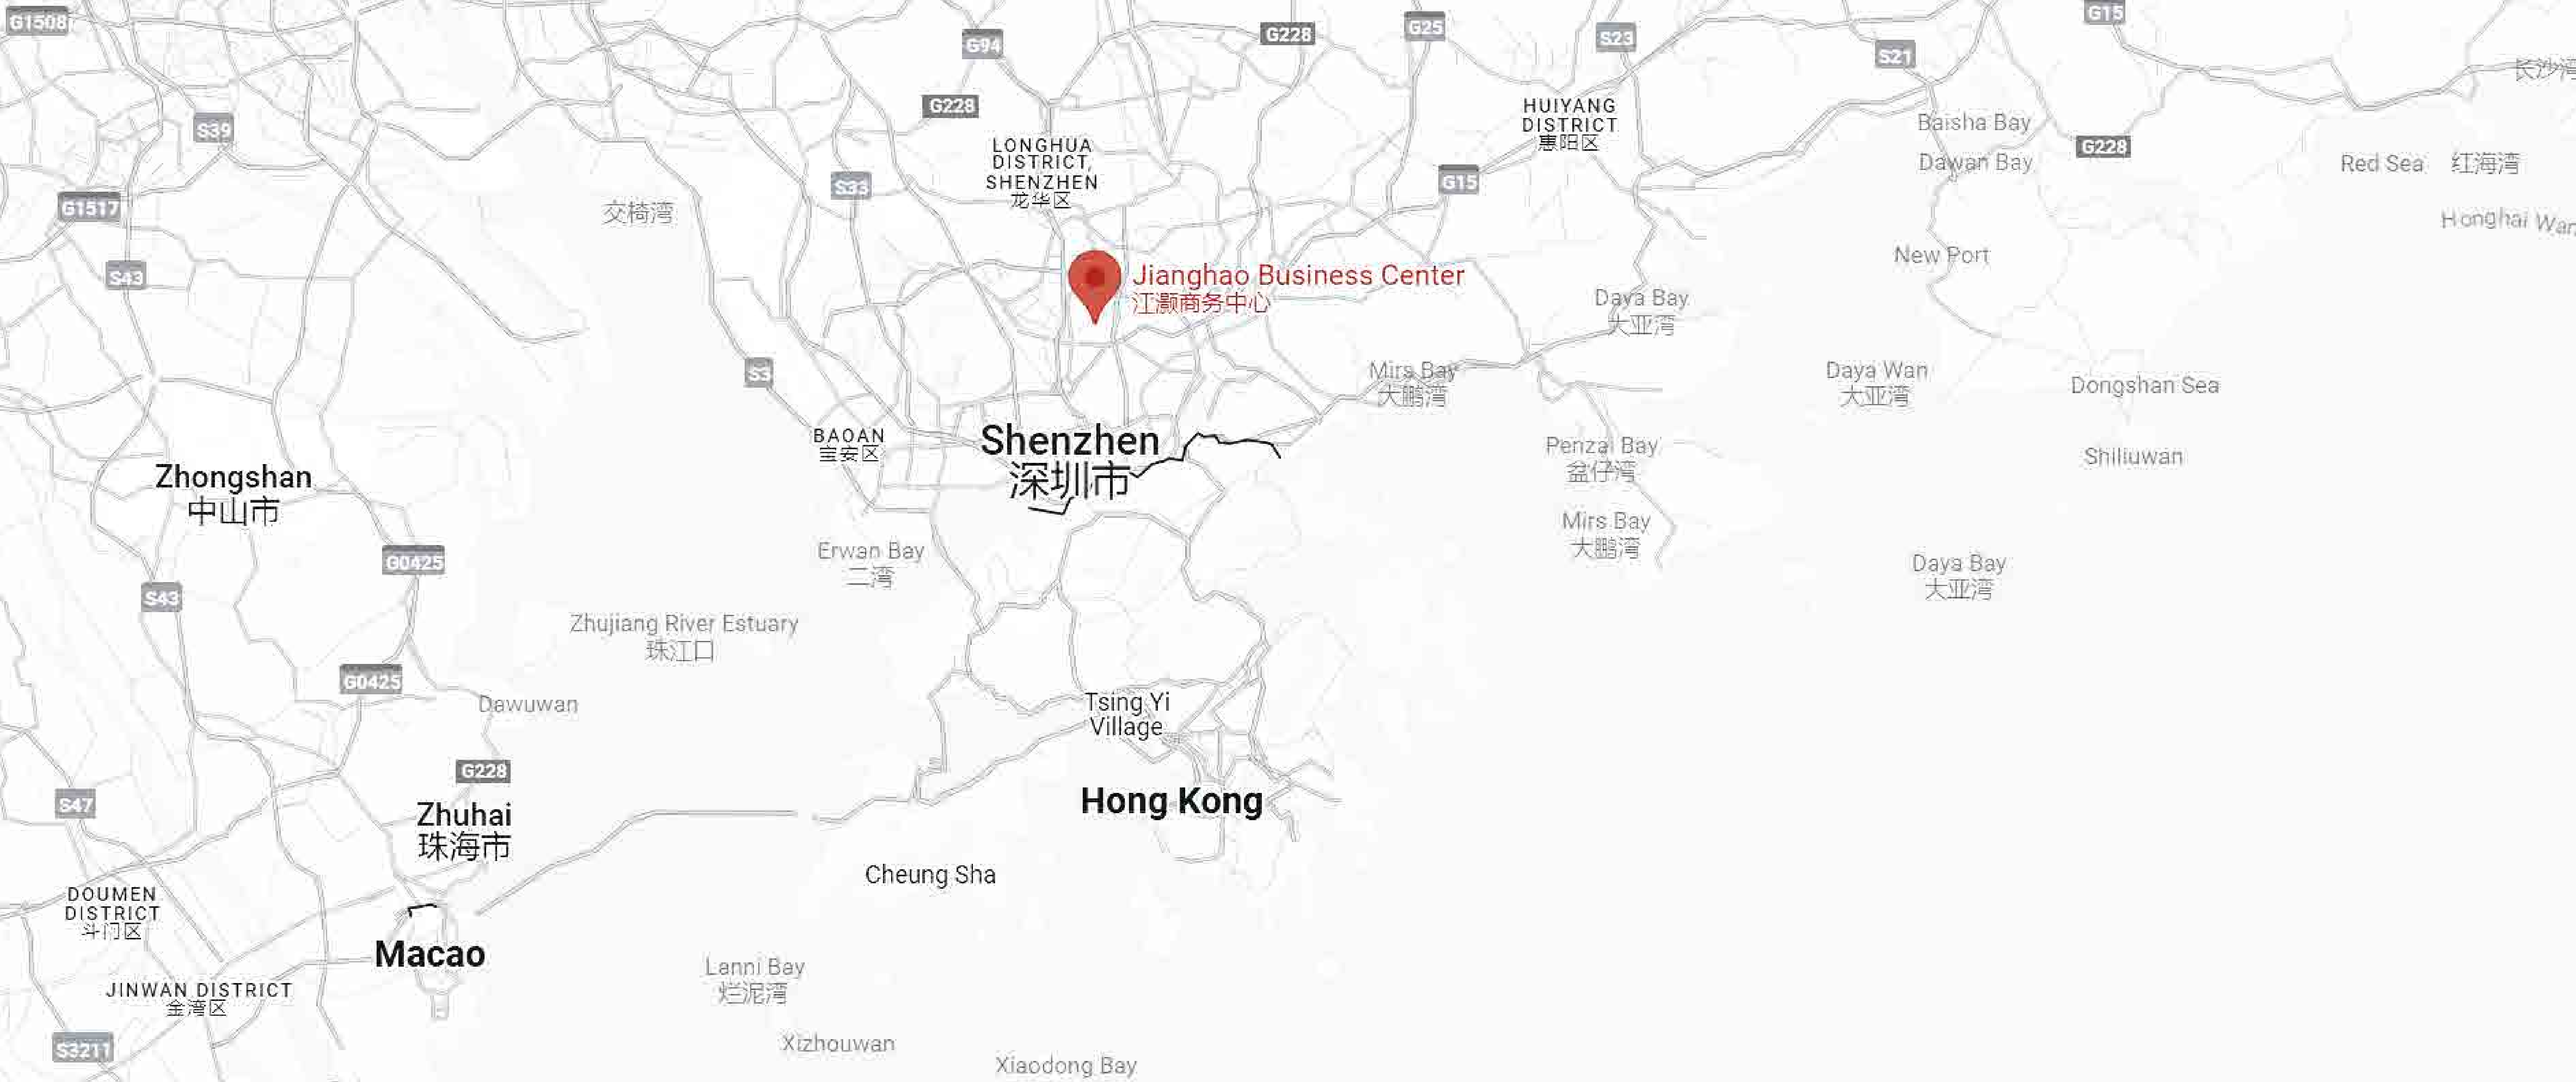 G1508
G94
G228
G25
S23
S21
G15
长沙湾
G228
HUIYANG
DISTRICT
惠阳区
Baisha Bay
S39
LONGHUA
DISTRICT,
SHENZHEN
龙华区
G228
Dawan Bay
Red Sea 红海湾
S33
G15
G1517
交椅湾
Honghai Wan
New Port
S43
Jianghao Business Center
江灏商务中心
Daya Bay
大亚湾
S3
Mirs Bay
大鹏湾
Daya Wan
大亚湾
Dongshan Sea
BAOAN
宝安区
Shenzhen
深圳市
Penzai Bay
盆仔湾
Shiliuwan
Zhongshan
中山市
Mirs Bay
大鹏湾
G0425
Erwan Bay
二湾
Daya Bay
大亚湾
S43
Zhujiang River Estuary
珠江口
G0425
Dawuwan
Tsing Yi
Village
G228
S47
Zhuhai
珠海市
Hong Kong
Cheung Sha
DOUMEN
DISTRICT
斗门区
Macao
Lanni Bay
烂泥湾
JINWAN DISTRICT
金湾区
S3211
Xizhouwan
Xiaodong Bay